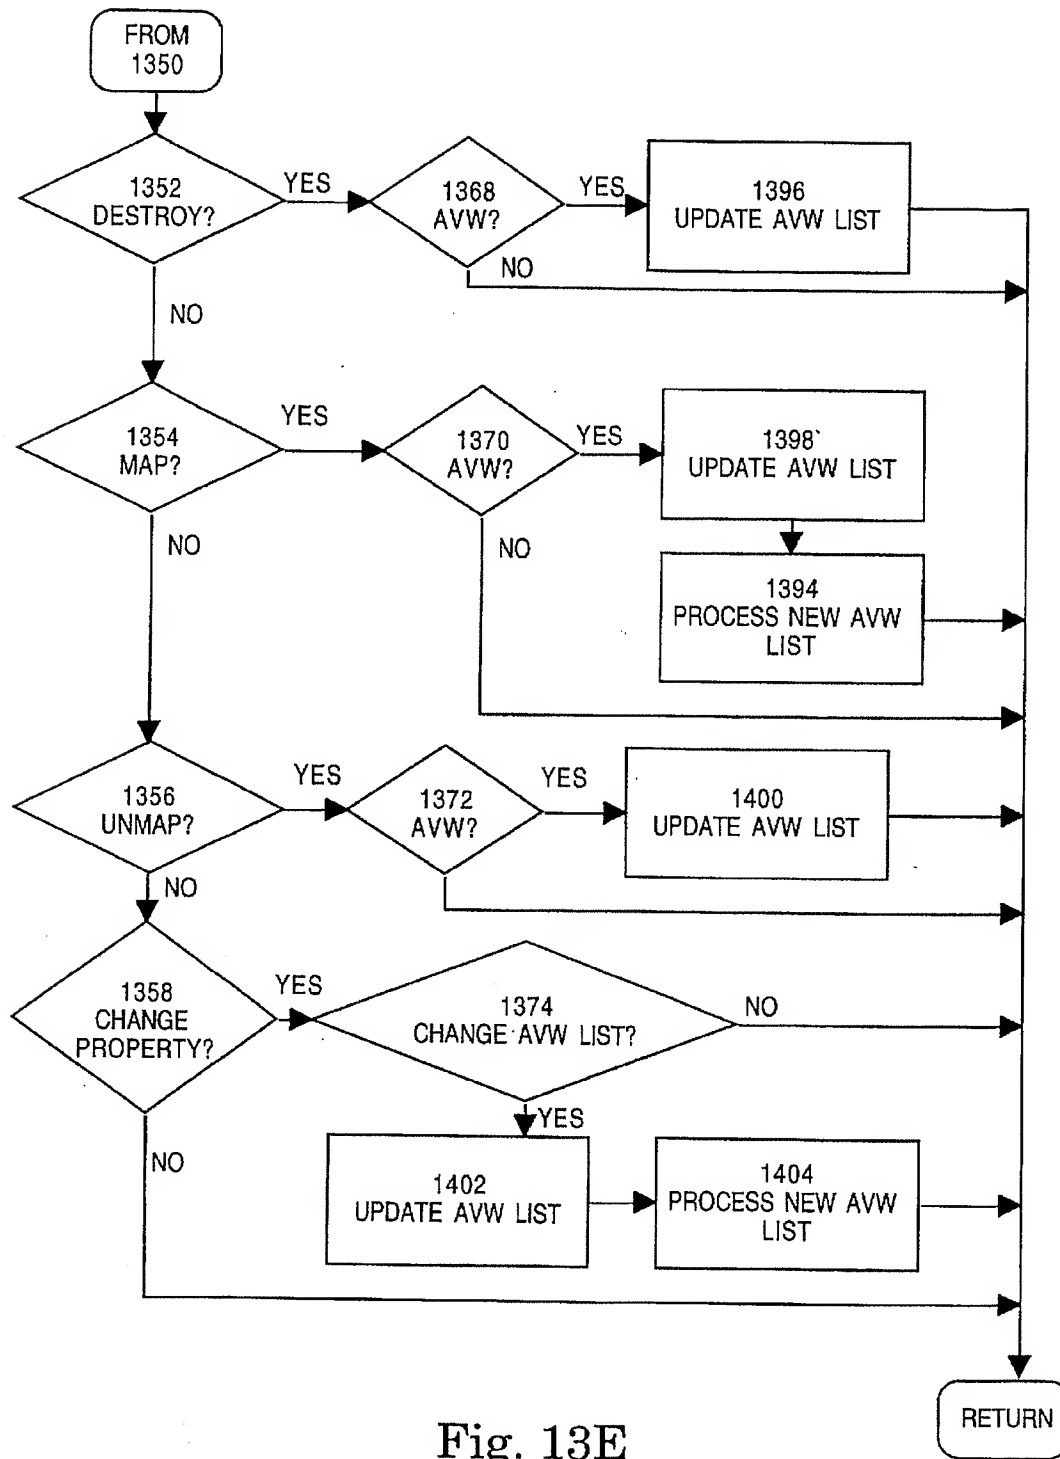 FROM
1350
1352
DESTROY?
YES
1368
AVW?
YES
1396
UPDATE AVW LIST
NO
NO
1354
MAP?
YES
1370
AVW?
YES
1398
UPDATE AVW LIST
NO
NO
1394
PROCESS NEW AVW
LIST
1356
UNMAP?
YES
1372
AVW?
YES
1400
UPDATE AVW LIST
NO
1358
CHANGE
PROPERTY?
YES
1374
CHANGE AVW LIST?
NO
YES
NO
1402
UPDATE AVW LIST
1404
PROCESS NEW AVW
LIST
RETURN
Fig. 13E